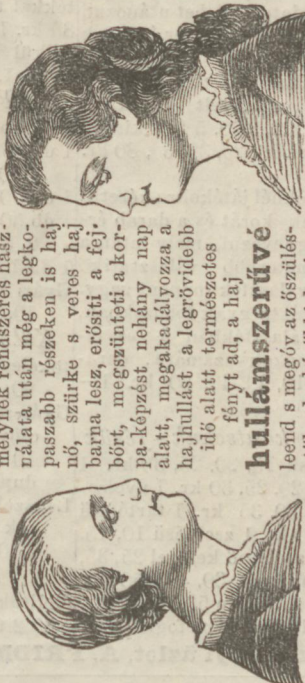 melynek rendszeres hasz-
nálata után még a legko-
paszabb részeken is haj
nő, szürke s veres haj
barna lesz, erősiti a fej-
bőrt, megszünteti a kor-
pa-képzést nehány nap
alatt, megakadályozza a
hajhullást a legrövidebb
idő alatt természetes
fényt ad, a haj
hullámszerűvé
leend s megóv az őszülés-